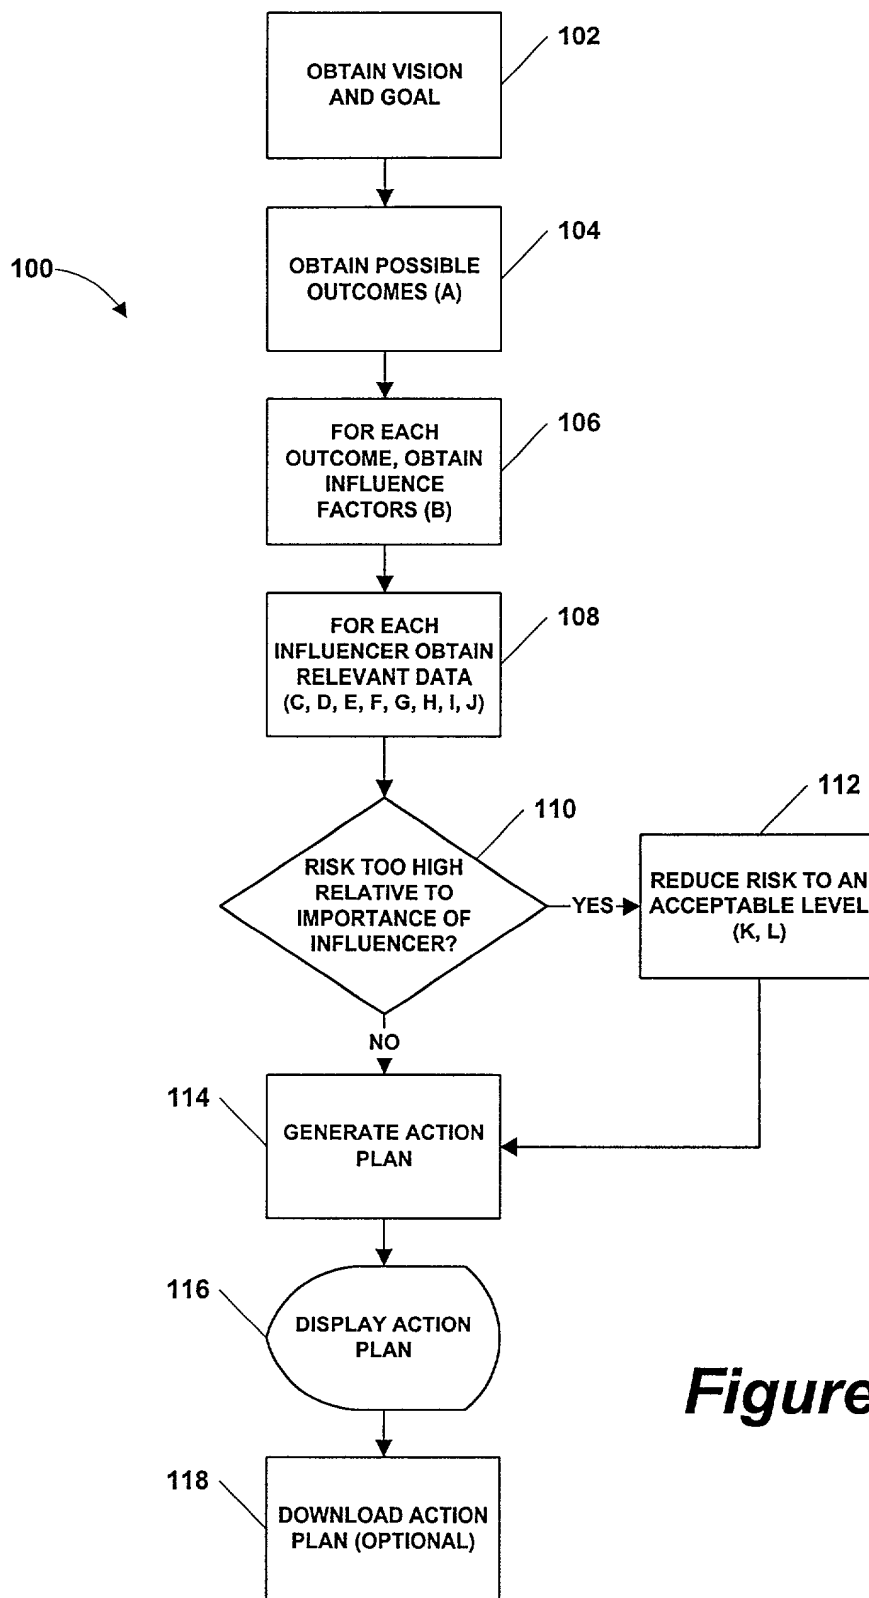 102
OBTAIN VISION
AND GOAL
104
100
OBTAIN POSSIBLE
OUTCOMES (A)
106
FOR EACH
OUTCOME, OBTAIN
INFLUENCE
FACTORS (B)
108
FOR EACH
INFLUENCER OBTAIN
RELEVANT DATA
(C, D, E, F, G, H, I, J)
110
112
RISK TOO HIGH
RELATIVE TO
IMPORTANCE OF
INFLUENCER?
YES
REDUCE RISK TO AN
ACCEPTABLE LEVEL
(K, L)
NO
114
GENERATE ACTION
PLAN
116
DISPLAY ACTION
PLAN
Figure
118
DOWNLOAD ACTION
PLAN (OPTIONAL)